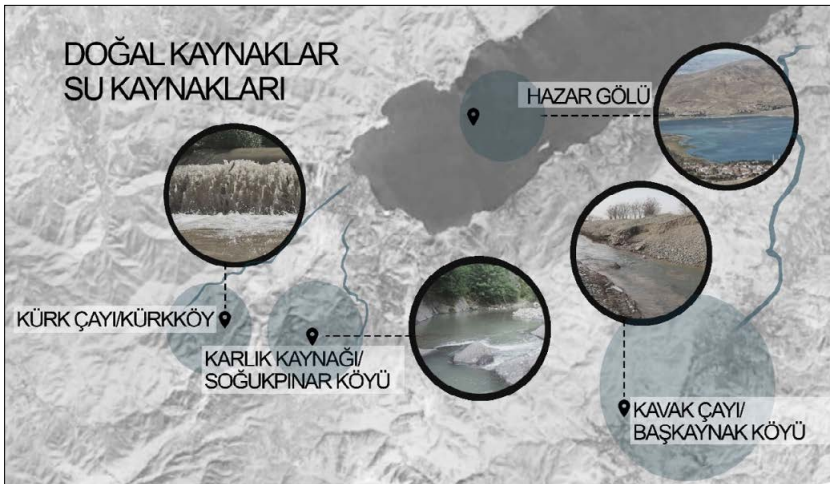 DOĞAL KAYNAKLAR
SU KAYNAKLARI
HAZAR GÖLÜ
KÜRK ÇAYI/KÜRKKÖY
KARLIK KAYNAĞI/
SOĞUKPINAR KÖYÜ
KAVAK ÇAYI/
BAŞKAYNAK KÖYÜ